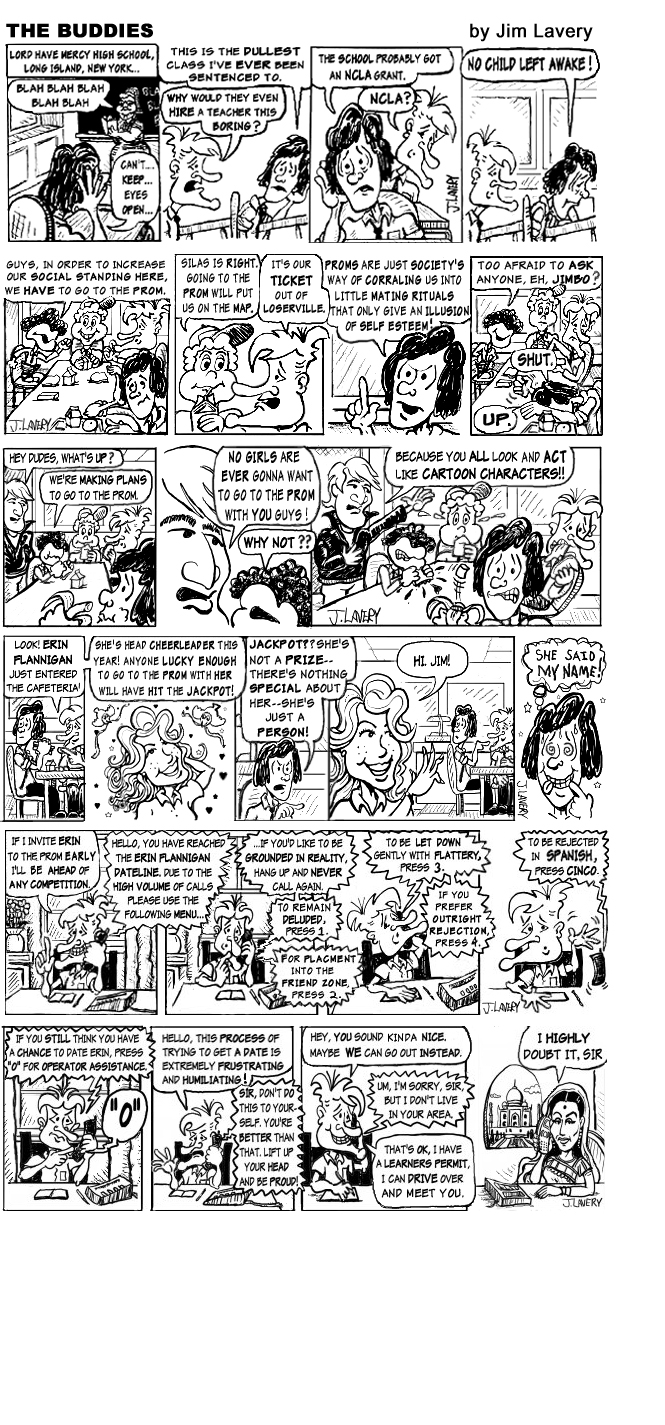 THE BUDDIES
by Jim Lavery
LORD HAVE MERCY HIGH SCHOOL,
LONG ISLAND, NEW YORK...
BLAH BLAH BLAH
BLAH BLAH
BLA
BL
CAN'T...
KEEP...
EYES
OPEN...
THIS IS THE DULLEST
CLASS I'VE EVER BEEN
SENTENCED TO.
WHY WOULD THEY EVEN
HIRE A TEACHER THIS
BORING?
THE SCHOOL PROBABLY GOT
AN NCLA GRANT.
NCLA?
J.LAVERY
NO CHILD LEFT AWAKE!
GUYS, IN ORDER TO INCREASE
OUR SOCIAL STANDING HERE,
WE HAVE TO GO TO THE PROM.
J.LAVERY
SILAS IS RIGHT.
GOING TO THE
PROM WILL PUT
US ON THE MAP.
IT'S OUR
TICKET
OUT OF
LOSERVILLE.
PROMS ARE JUST SOCIETY'S
WAY OF CORRALING US INTO
LITTLE MATING RITUALS
THAT ONLY GIVE AN ILLUSION
OF SELF ESTEEM!
TOO AFRAID TO ASK
ANYONE, EH, JIMBO?
SHUT.
UP.
HEY DUDES, WHAT'S UP?
WE'RE MAKING PLANS
TO GO TO THE PROM.
NO GIRLS ARE
EVER GONNA WANT
TO GO TO THE PROM
WITH YOU GUYS!
WHY NOT??
BECAUSE YOU ALL LOOK AND ACT
LIKE CARTOON CHARACTERS!!
J.LAVERY
LOOK! ERIN
FLANNIGAN
JUST ENTERED
THE CAFETERIA!
SHE'S HEAD CHEERLEADER THIS
YEAR! ANYONE LUCKY ENOUGH
TO GO TO THE PROM WITH HER
WILL HAVE HIT THE JACKPOT!
JACKPOT?? SHE'S
NOT A PRIZE--
THERE'S NOTHING
SPECIAL ABOUT
HER--SHE'S
JUST A
PERSON!
HI, JIM!
SHE SAID
MY NAME!
J.LAVERY
IF I INVITE ERIN
TO THE PROM EARLY
I'LL BE AHEAD OF
ANY COMPETITION.
HELLO, YOU HAVE REACHED
THE ERIN FLANNIGAN
DATELINE. DUE TO THE
HIGH VOLUME OF CALLS
PLEASE USE THE
FOLLOWING MENU...
...IF YOU'D LIKE TO BE
GROUNDED IN REALITY,
HANG UP AND NEVER
CALL AGAIN.
TO REMAIN
DELUDED,
PRESS 1.
FOR PLACMENT
INTO THE
FRIEND ZONE,
PRESS 2.
TO BE LET DOWN
GENTLY WITH FLATTERY,
PRESS 3.
IF YOU
PREFER
OUTRIGHT
REJECTION,
PRESS 4.
TO BE REJECTED
IN SPANISH,
PRESS CINCO.
J.LAVERY
IF YOU STILL THINK YOU HAVE
A CHANCE TO DATE ERIN, PRESS
"0" FOR OPERATOR ASSISTANCE.
"0"
HELLO, THIS PROCESS OF
TRYING TO GET A DATE IS
EXTREMELY FRUSTRATING
AND HUMILIATING!
SIR, DON'T DO
THIS TO YOUR-
SELF. YOU'RE
BETTER THAN
THAT. LIFT UP
YOUR HEAD
AND BE PROUD!
HEY, YOU SOUND KINDA NICE.
MAYBE WE CAN GO OUT INSTEAD.
UM, I'M SORRY, SIR,
BUT I DON'T LIVE
IN YOUR AREA.
THAT'S OK, I HAVE
A LEARNERS PERMIT,
I CAN DRIVE OVER
AND MEET YOU.
I HIGHLY
DOUBT IT, SIR
J.LAVERY